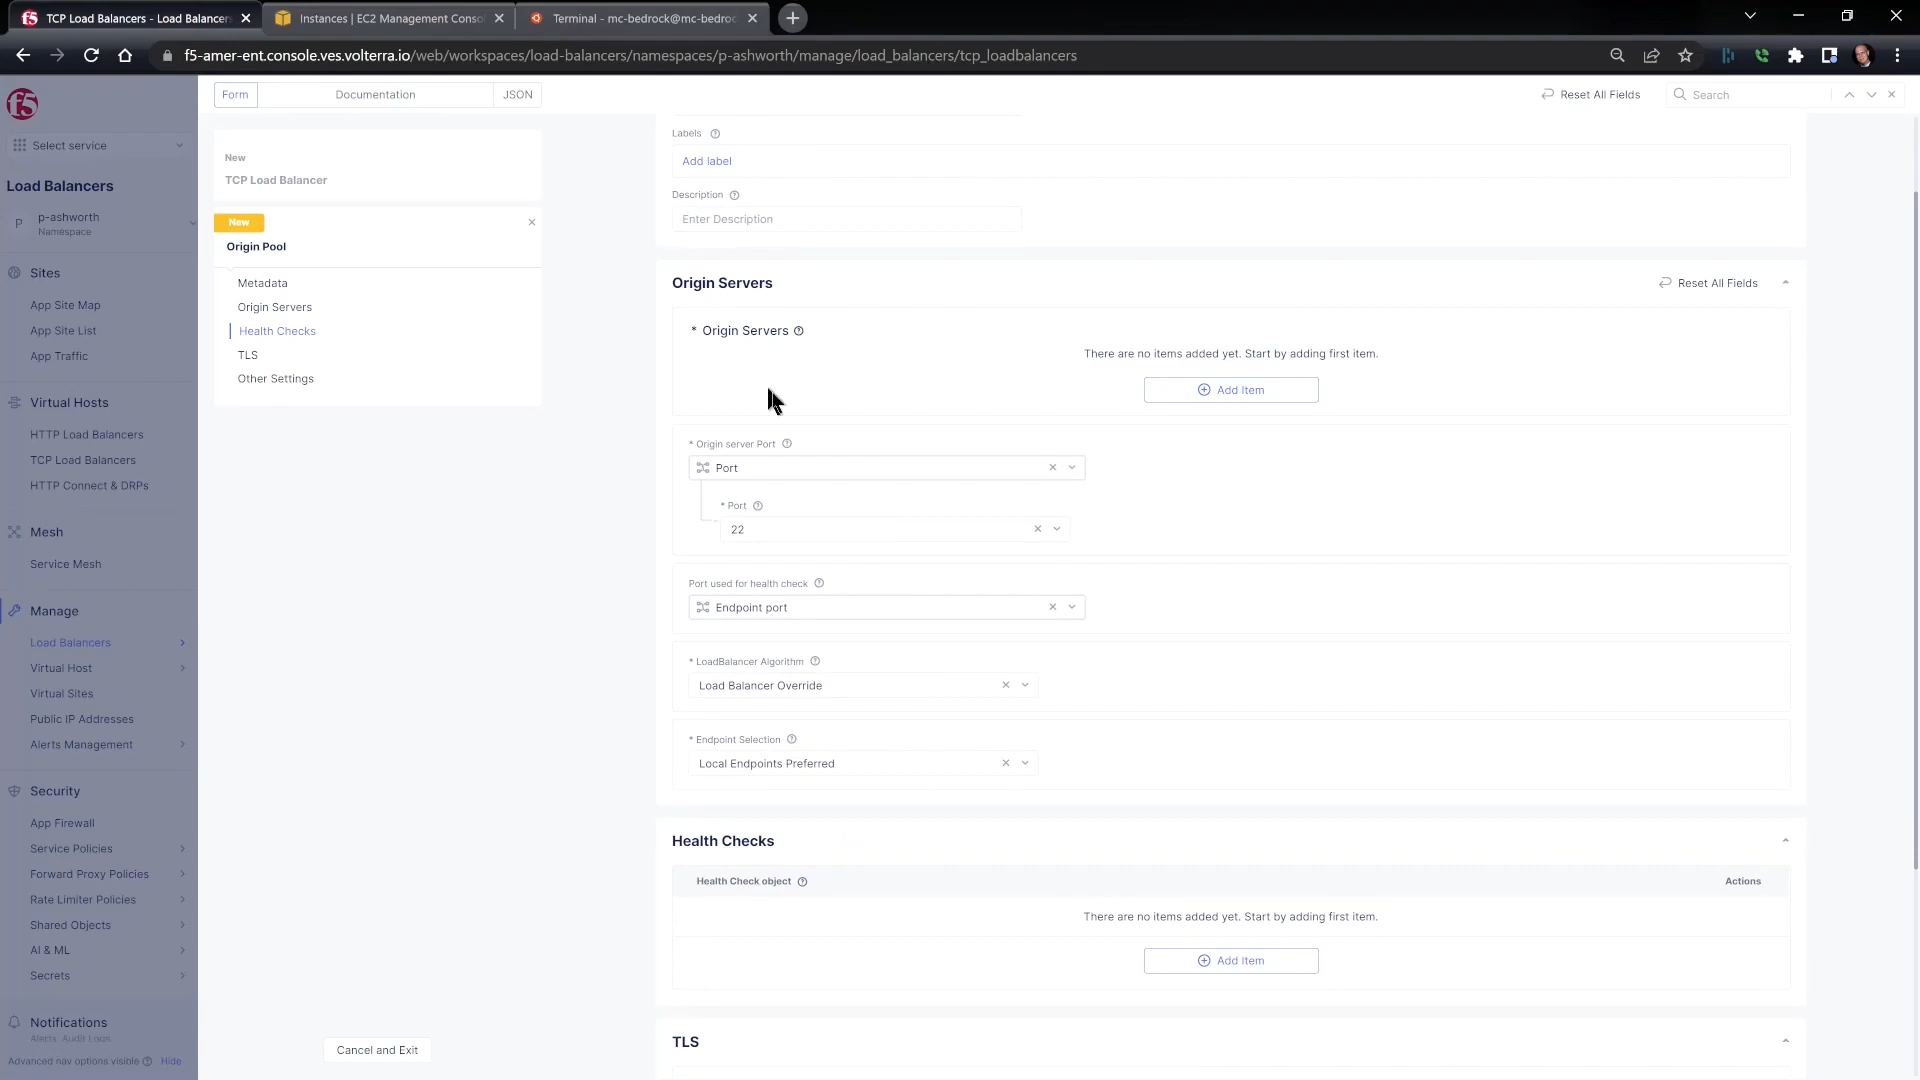 TCP Load Balancers - Load Balancers
Instances | EC2 Management Conso
Terminal - mc-bedrock@mc-bedroc
f5-amer-ent.console.ves.volterra.io/web/workspaces/load-balancers/namespaces/p-ashworth/manage/load_balancers/tcp_loadbalancers
f5
Form
Documentation
JSON
Reset All Fields
Search
Select service
Load Balancers
P
p-ashworth
Namespace
Sites
App Site Map
App Site List
App Traffic
Virtual Hosts
HTTP Load Balancers
TCP Load Balancers
HTTP Connect & DRPs
Mesh
Service Mesh
Manage
Load Balancers
Virtual Host
Virtual Sites
Public IP Addresses
Alerts Management
Security
App Firewall
Service Policies
Forward Proxy Policies
Rate Limiter Policies
Shared Objects
AI & ML
Secrets
Notifications
Alerts Audit Logs
Advanced nav options visible
Hide
New
TCP Load Balancer
New
Origin Pool
Metadata
Origin Servers
Health Checks
TLS
Other Settings
Cancel and Exit
Labels
Add label
Description
Enter Description
Origin Servers
Reset All Fields
* Origin Servers
There are no items added yet. Start by adding first item.
Add Item
* Origin server Port
Port
* Port
22
Port used for health check
Endpoint port
* LoadBalancer Algorithm
Load Balancer Override
* Endpoint Selection
Local Endpoints Preferred
Health Checks
Health Check object
Actions
There are no items added yet. Start by adding first item.
Add Item
TLS